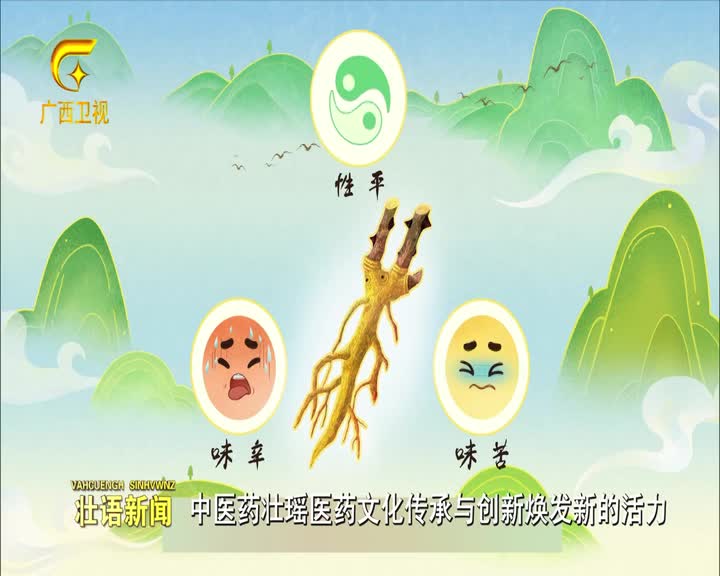 广西卫视
性平
味辛
味苦
VAHCUENGH SINHVWNZ
壮语新闻
中医药壮瑶医药文化传承与创新焕发新的活力